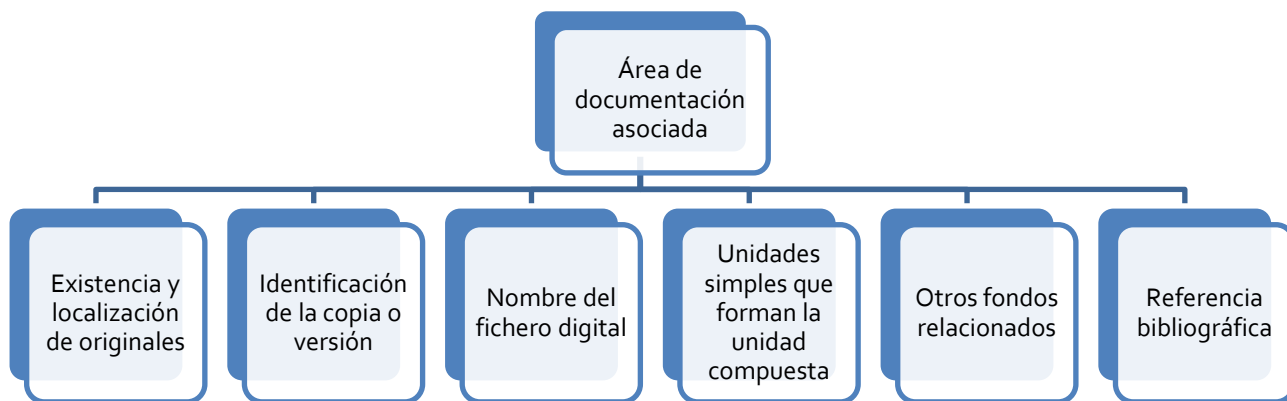 Área de
documentación
asociada
Existencia y
localización
de originales
Identificación
de la copia o
versión
Nombre del
fichero digital
Unidades
simples que
forman la
unidad
compuesta
Otros fondos
relacionados
Referencia
bibliográfica